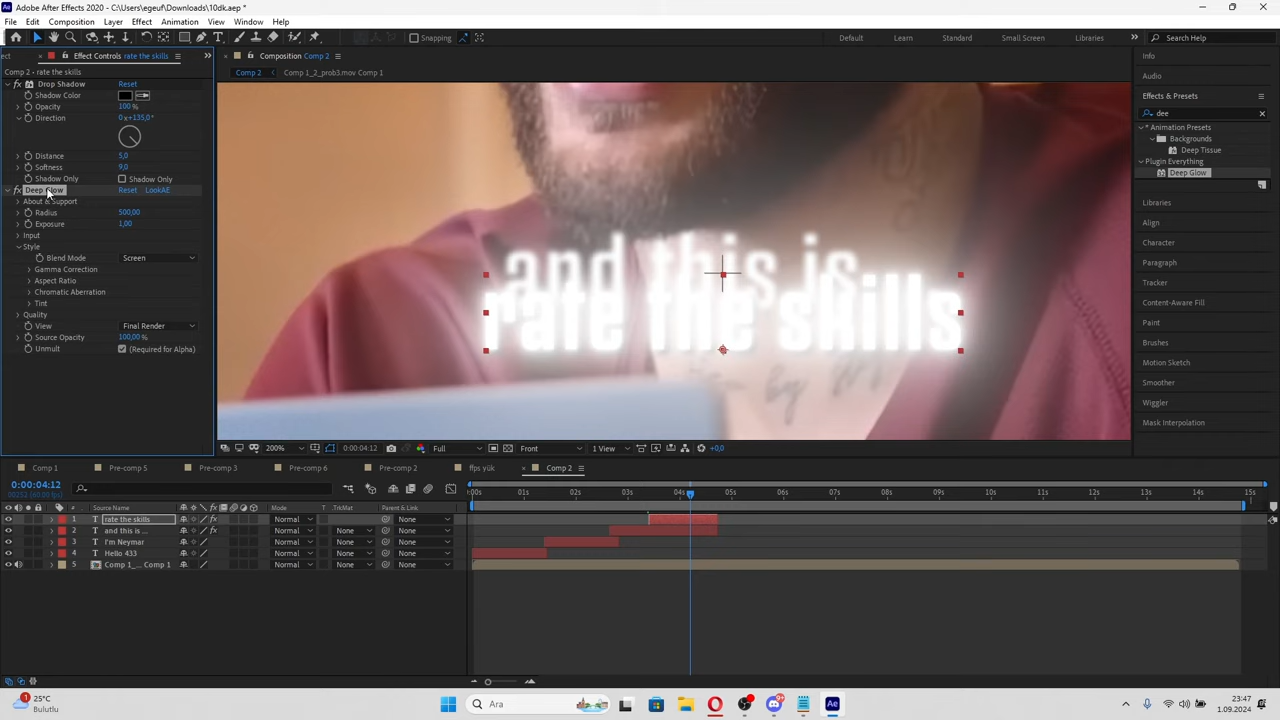 Adobe After Effects 2020 - C:\Users\egeuf\Downloads\10dk.aep *
File Edit Composition Layer Effect Animation View Window Help
Snapping
Default Learn Standard Small Screen Libraries Search Help
Effect Controls rate the skills
Composition Comp 2
Info
Comp 2 • rate the skills
Comp 2 Comp 1_2_prob3.mov Comp 1
Audio
fx Drop Shadow Reset
Shadow Color
Opacity 100 %
Direction 0 x+135,0°
Distance 5,0
Softness 9,0
Shadow Only Shadow Only
fx Deep Glow Reset LookAE
About & Support
Radius 500,00
Exposure 1,00
Input
Style
Blend Mode Screen
Gamma Correction
Aspect Ratio
Chromatic Aberration
Tint
Quality
View Final Render
Source Opacity 100,00 %
Unmult (Required for Alpha)
and this is
rate the skills
Effects & Presets
dee
* Animation Presets
Backgrounds
Deep Tissue
Plugin Everything
Deep Glow
Libraries
Align
Character
Paragraph
Tracker
Content-Aware Fill
Paint
Brushes
Motion Sketch
Smoother
Wiggler
Mask Interpolation
200% 0:00:04:12 Full Front 1 View +0,0
Comp 1 Pre-comp 5 Pre-comp 3 Pre-comp 6 Pre-comp 2 ffps yük Comp 2
0:00:04:12
00252 (60.00 fps)
:00s 01s 02s 03s 04s 05s 06s 07s 08s 09s 10s 11s 12s 13s 14s 15s
# Source Name fx Mode T .TrkMat Parent & Link
1 T rate the skills fx Normal None
2 T and this is ... fx Normal None None
3 T I'm Neymar Normal None None
4 T Hello 433 Normal None None
5 Comp 1_... Comp 1 Normal None None
1
25°C
Bulutlu
Ara
9+
Ae
23:47
1.09.2024